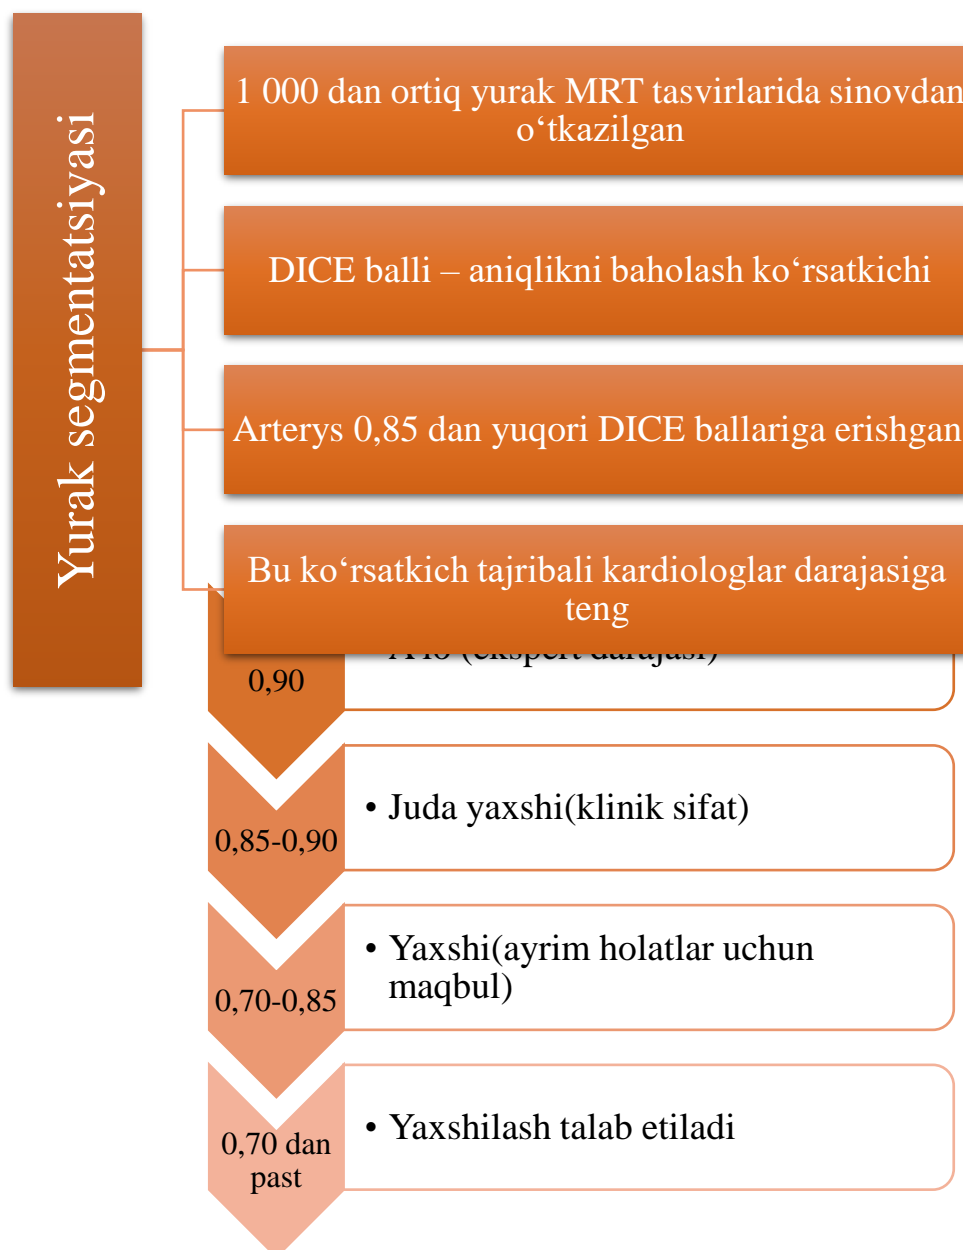 Yurak segmentatsiyasi
1 000 dan ortiq yurak MRT tasvirlarida sinovdan
o‘tkazilgan
DICE balli – aniqlikni baholash ko‘rsatkichi
Arterys 0,85 dan yuqori DICE ballariga erishgan
Bu ko‘rsatkich tajribali kardiologlar darajasiga
teng
(ekspert darajasi)
0,90
• Juda yaxshi(klinik sifat)
0,85-0,90
• Yaxshi(ayrim holatlar uchun
maqbul)
0,70-0,85
• Yaxshilash talab etiladi
0,70 dan
past